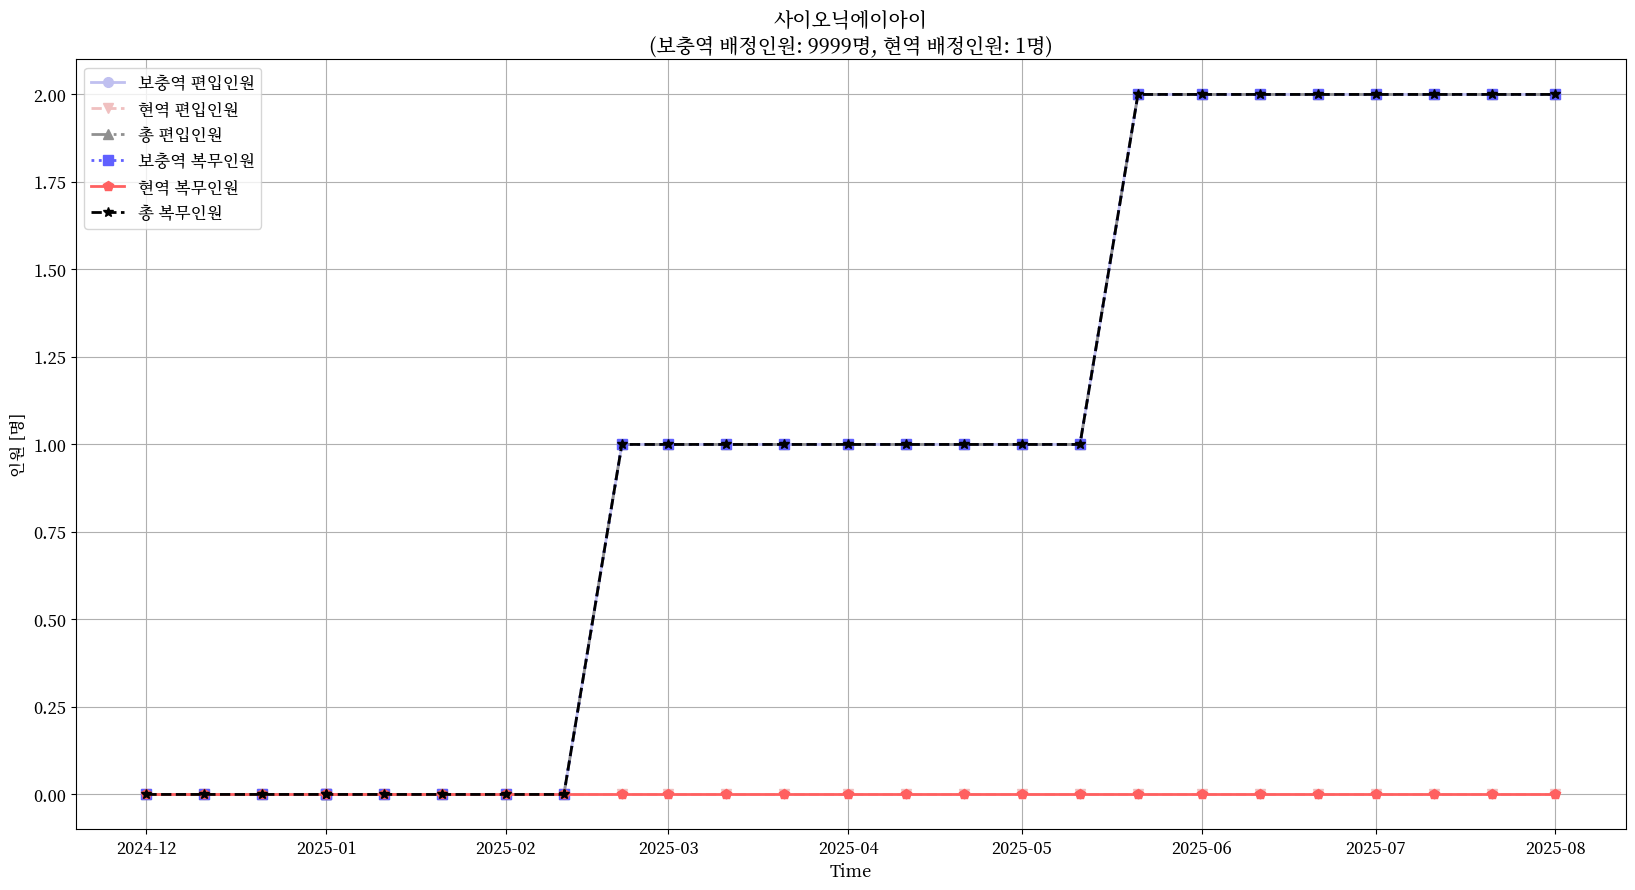 사이오닉에이아이
(보충역 배정인원: 9999명, 현역 배정인원: 1명)
보충역 편입인원
현역 편입인원
총 편입인원
보충역 복무인원
현역 복무인원
총 복무인원
2.00
1.75
1.50
1.25
1.00
0.75
0.50
0.25
0.00
인원 [명]
2024-12 2025-01 2025-02 2025-03 2025-04 2025-05 2025-06 2025-07 2025-08
Time